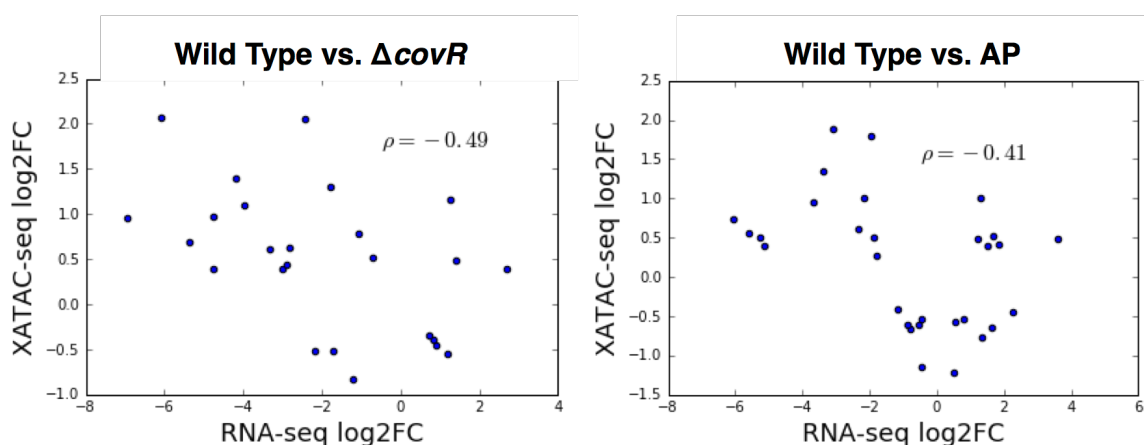 Wild Type vs. ΔcovR
2.5
2.0
1.5
1.0
0.5
0.0
−0.5
−1.0
XATAC-seq log2FC
ρ = −0.49
−8 −6 −4 −2 0 2 4
RNA-seq log2FC
Wild Type vs. AP
2.5
2.0
1.5
1.0
0.5
0.0
−0.5
−1.0
−1.5
XATAC-seq log2FC
ρ = −0.41
−8 −6 −4 −2 0 2 4 6
RNA-seq log2FC